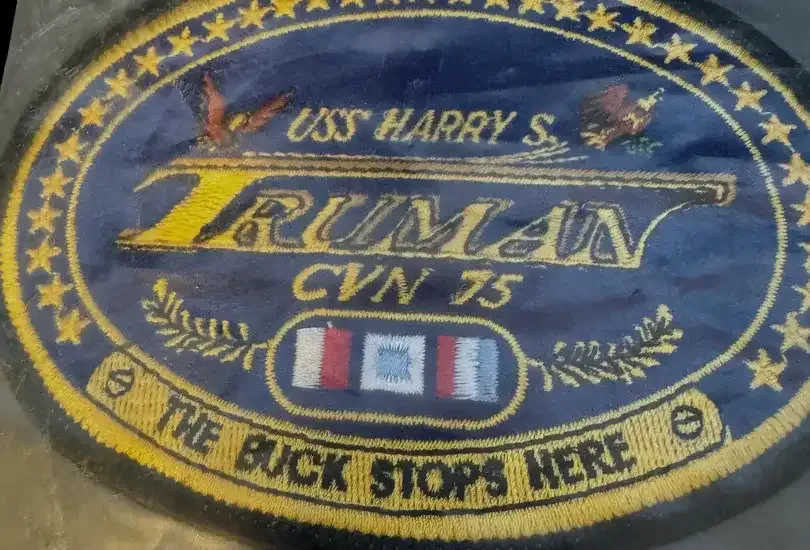 USS HARRY S.
TRUMAN
CVN 75
THE BUCK STOPS HERE